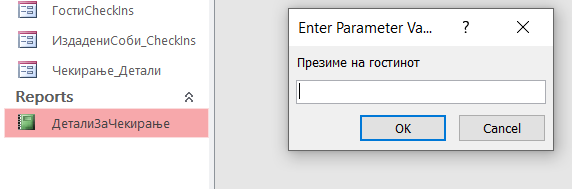 ГостиCheckIns
ИздадениСоби_CheckIns
Чекирање_Детали
Reports
ДеталиЗаЧекирање
Enter Parameter Va...
?
Презиме на гостинот
OK
Cancel